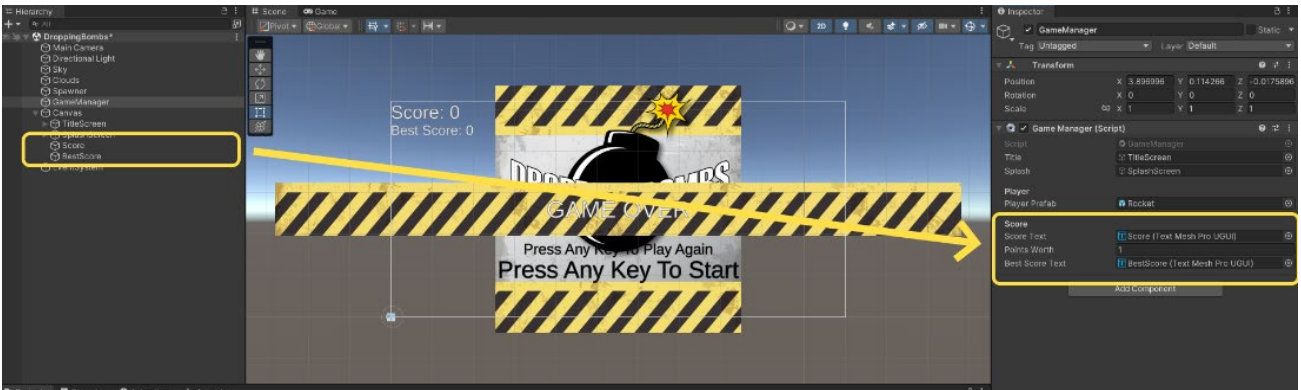 Hierarchy
All
DroppingBombs*
Main Camera
Directional Light
Sky
Clouds
Spawner
GameManager
Canvas
TitleScreen
SplashScreen
Score
BestScore
EventSystem
Scene Game
Pivot Global
2D
Score: 0
Best Score: 0
GAME OVER
Press Any Key To Play Again
Press Any Key To Start
Inspector
GameManager Static
Tag Untagged Layer Default
Transform
Position X 3.896996 Y 0.114266 Z -0.0175896
Rotation X 0 Y 0 Z 0
Scale X 1 Y 1 Z 1
Game Manager (Script)
Script GameManager
Title TitleScreen
Splash SplashScreen
Player
Player Prefab Rocket
Score
Score Text Score (Text Mesh Pro UGUI)
Points Worth 1
Best Score Text BestScore (Text Mesh Pro UGUI)
Add Component